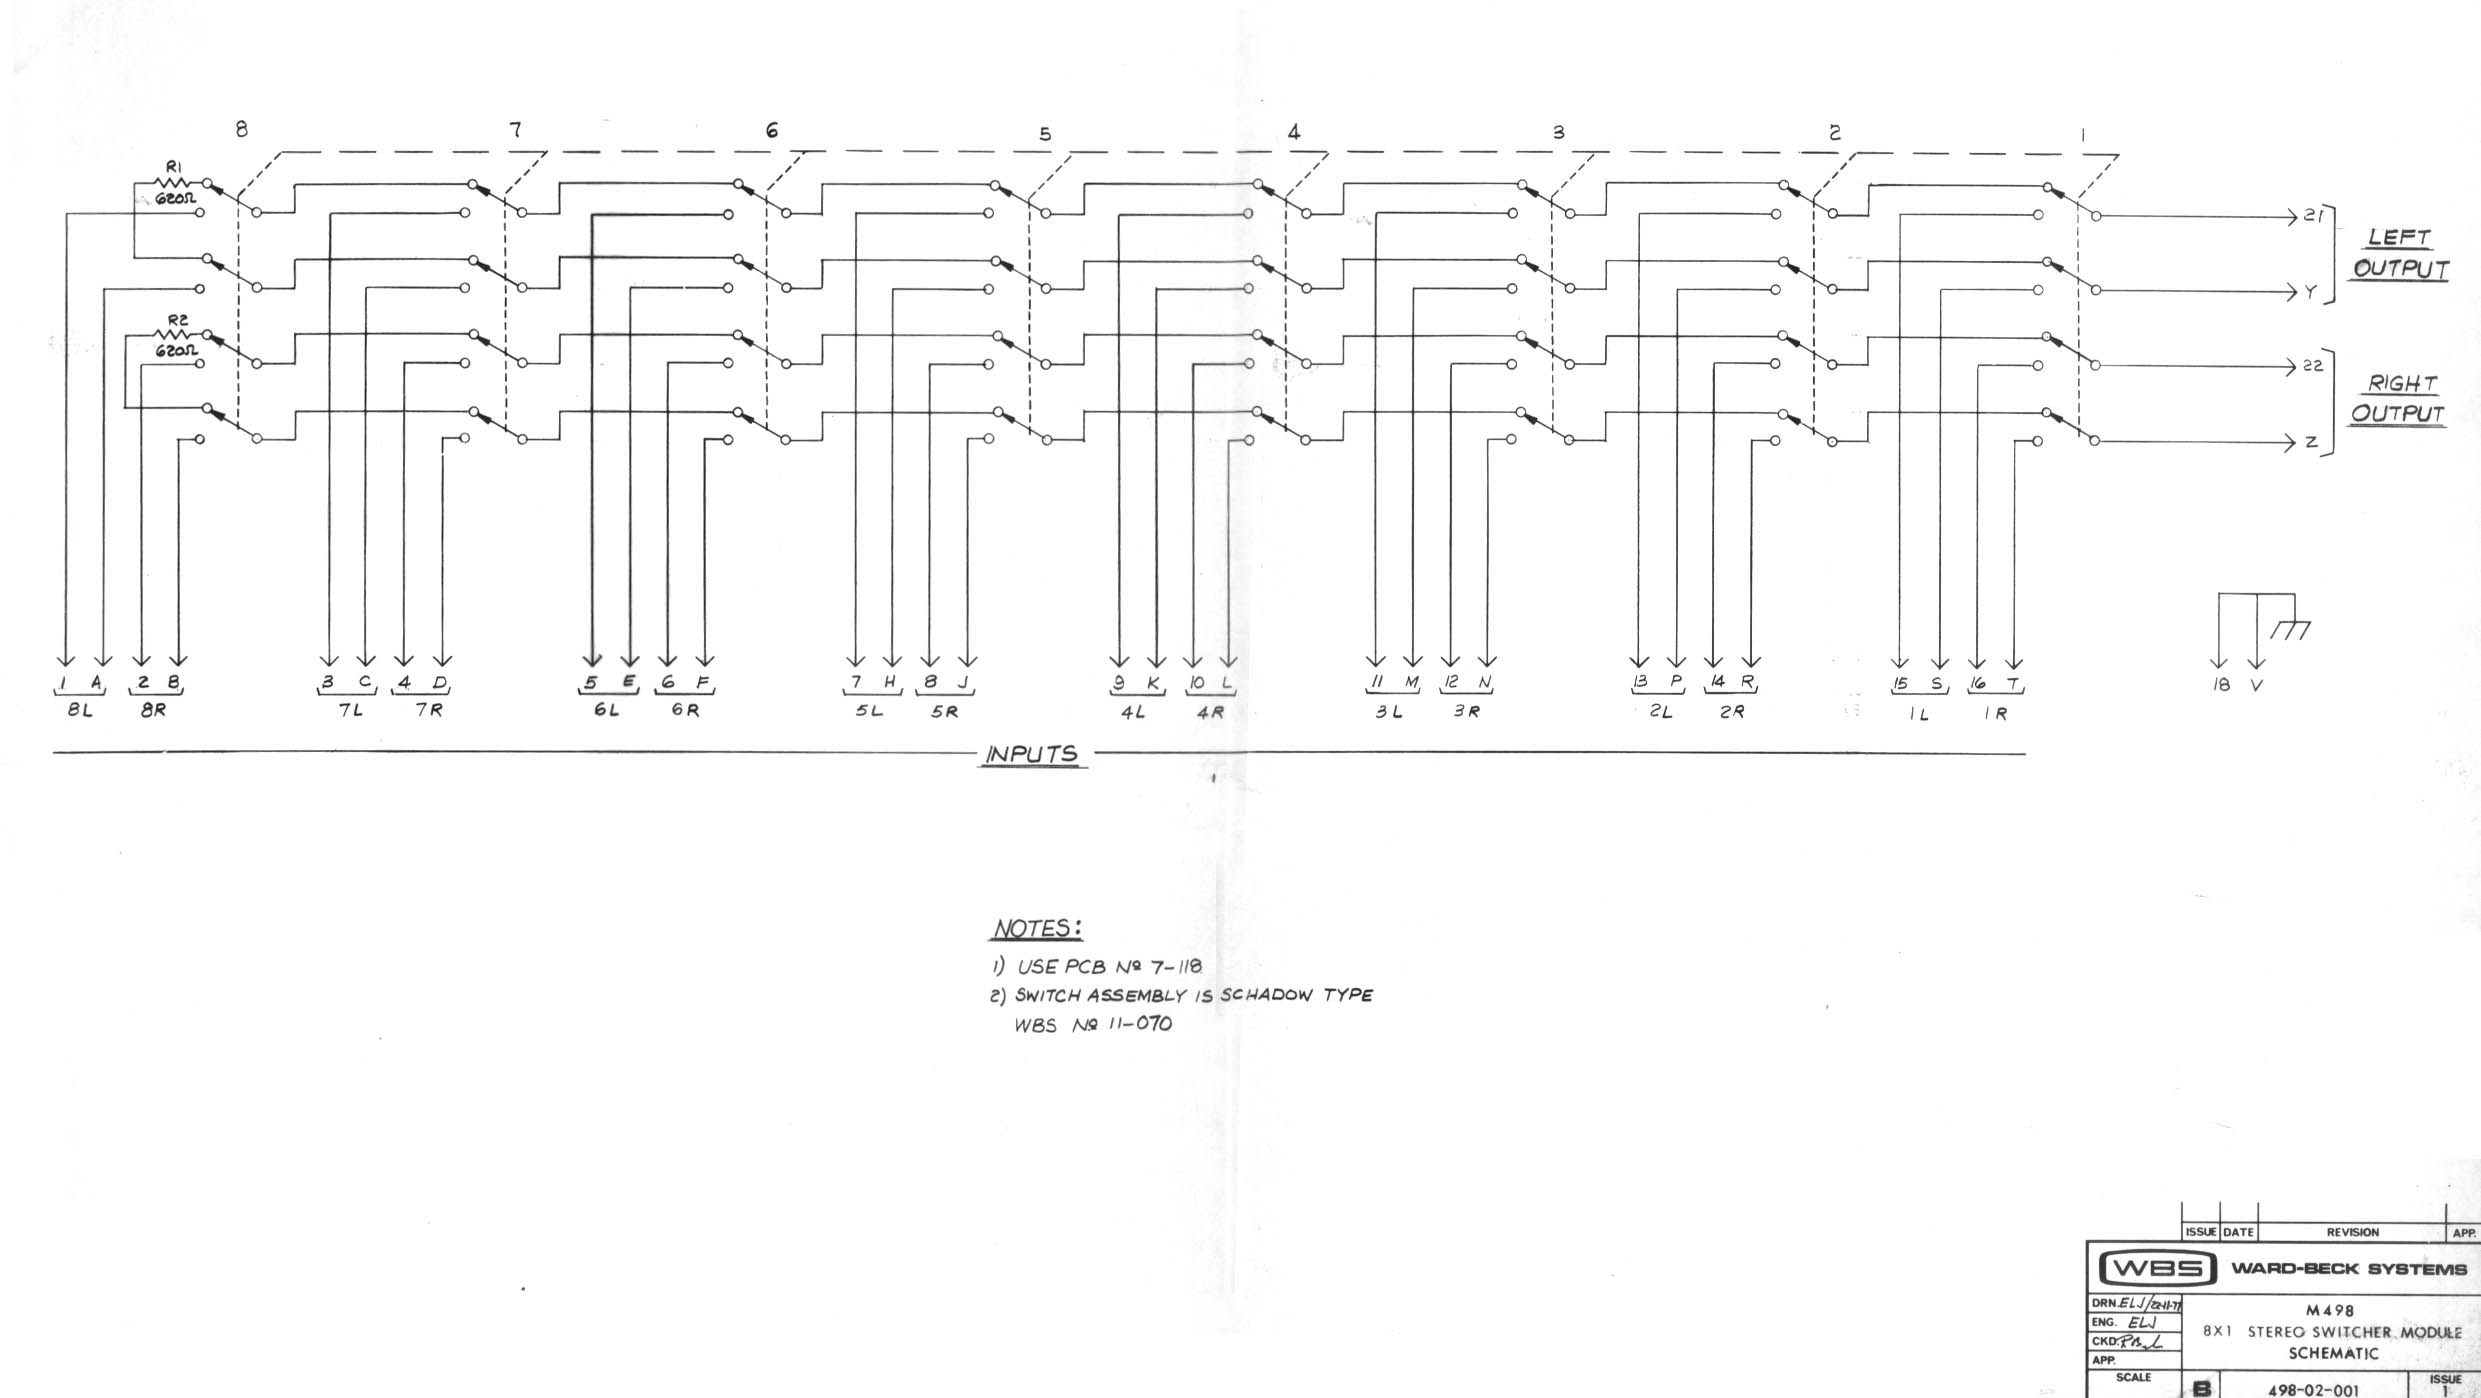 8 7 6 5 4 3 2 1
R1
620Ω
21
LEFT
OUTPUT
Y
R2
620Ω
22
RIGHT
OUTPUT
Z
1 A 2 B 3 C 4 D 5 E 6 F 7 H 8 J 9 K 10 L 11 M 12 N 13 P 14 R 15 S 16 T 18 V
8L 8R 7L 7R 6L 6R 5L 5R 4L 4R 3L 3R 2L 2R 1L 1R
INPUTS
NOTES:
1) USE PCB Nº 7-118
2) SWITCH ASSEMBLY IS SCHADOW TYPE
WBS Nº 11-070
ISSUE DATE REVISION APP.
WBS WARD-BECK SYSTEMS
DRN. ELJ/22-11-77
ENG. ELJ
CKD.
APP.
M498
8X1 STEREO SWITCHER MODULE
SCHEMATIC
SCALE
B
498-02-001
ISSUE
1